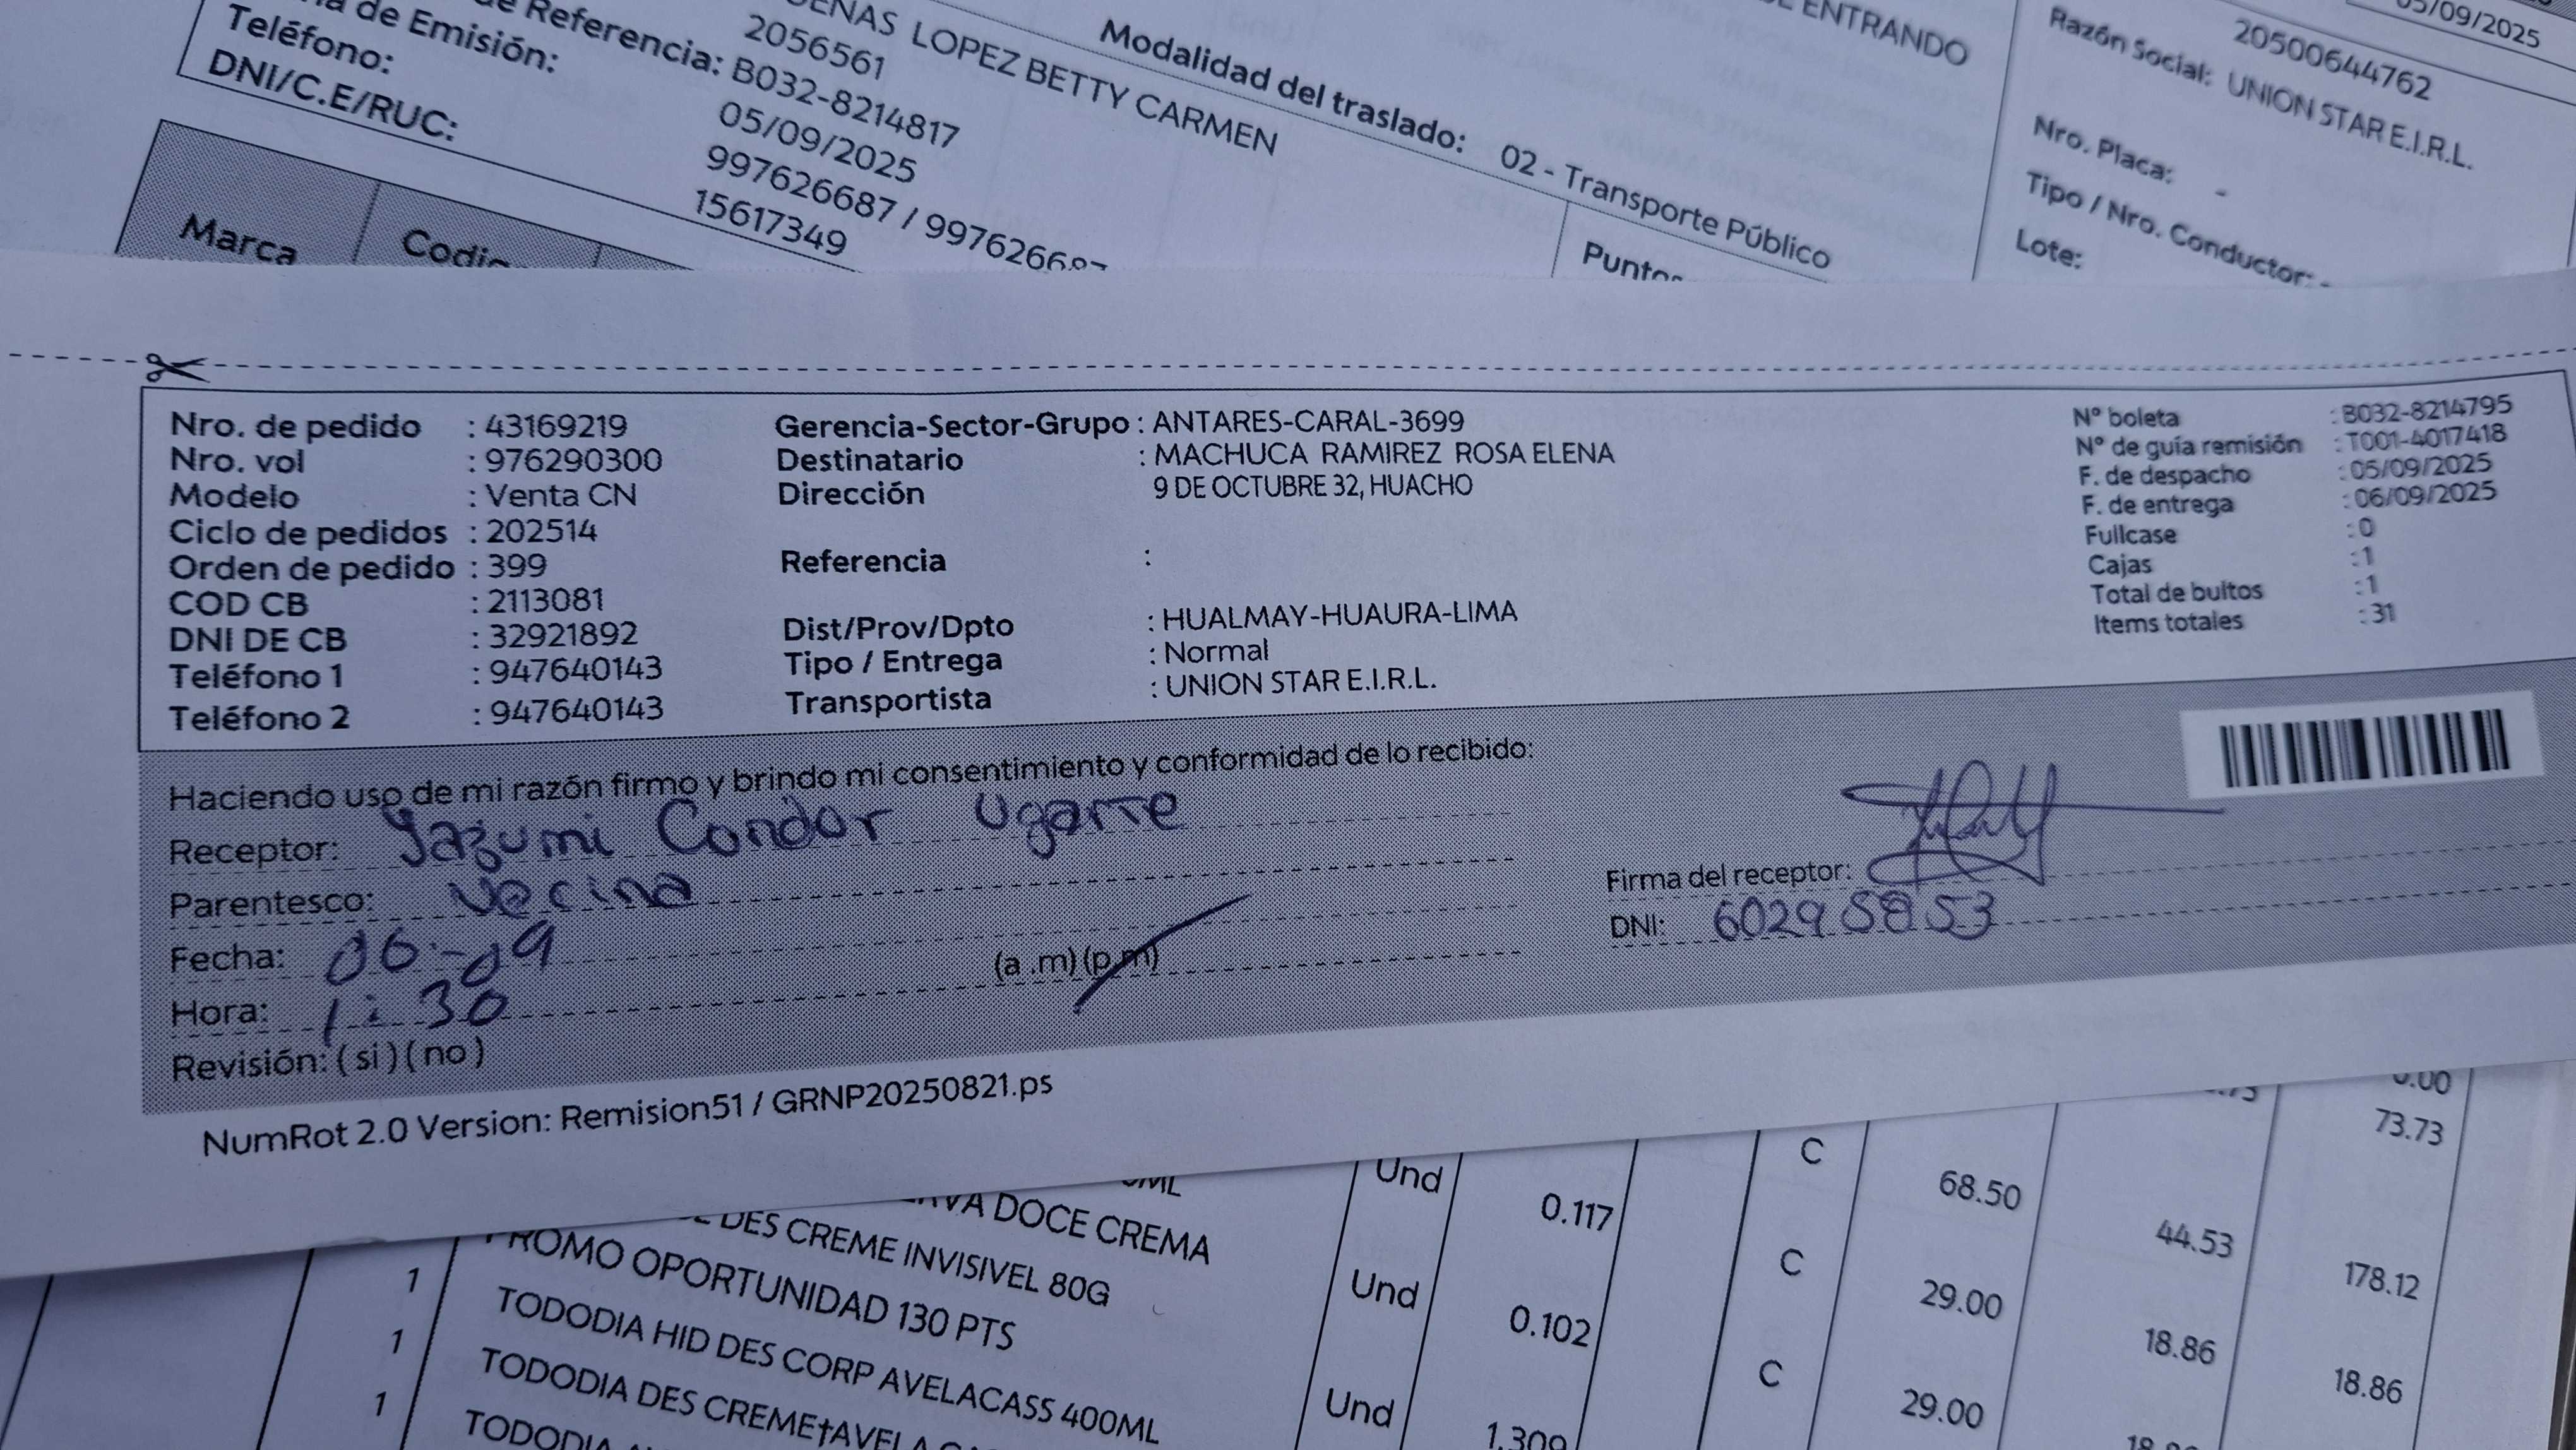 de Emisión:
Teléfono:
DNI/C.E/RUC:
Referencia:
LOPEZ BETTY CARMEN
2056561
B032-8214817
05/09/2025
997626687 /
15617349
Marca
Modalidad del traslado:
02 - Transporte Público
ENTRANDO
05/09/2025
20500644762
Razón Social: UNION STAR E.I.R.L.
Nro. Placa: -
Tipo / Nro. Conductor: -
Lote:
Nro. de pedido : 43169219
Nro. vol : 976290300
Modelo : Venta CN
Ciclo de pedidos : 202514
Orden de pedido : 399
COD CB : 2113081
DNI DE CB : 32921892
Teléfono 1 : 947640143
Teléfono 2 : 947640143
Gerencia-Sector-Grupo : ANTARES-CARAL-3699
Destinatario : MACHUCA RAMIREZ ROSA ELENA
Dirección 9 DE OCTUBRE 32, HUACHO
Referencia :
Dist/Prov/Dpto : HUALMAY-HUAURA-LIMA
Tipo / Entrega : Normal
Transportista : UNION STAR E.I.R.L.
Nº boleta : B032-8214795
Nº de guía remisión : T001-4017418
F. de despacho : 05/09/2025
F. de entrega : 06/09/2025
Fullcase : 0
Cajas : 1
Total de bultos : 1
Items totales : 31
Haciendo uso de mi razón firmo y brindo mi consentimiento y conformidad de lo recibido:
Receptor: Yazumi Condor Ugarte
Parentesco: Vecina
Fecha: 06-09
Hora: 1:30 (a .m) (p.m)
Revisión: ( si ) ( no )
Firma del receptor:
DNI: 60295853
NumRot 2.0 Version: Remision51 / GRNP20250821.ps
DOCE CREMA
DES CREME INVISIVEL 80G
1 PROMO OPORTUNIDAD 130 PTS
1 TODODIA HID DES CORP AVELACASS 400ML
1 TODODIA DES CREME†
TODODIA
Und 0.117 C 68.50 44.53 178.12
Und 0.102 C 29.00 18.86 18.86
Und 1.309 C 29.00
73.73